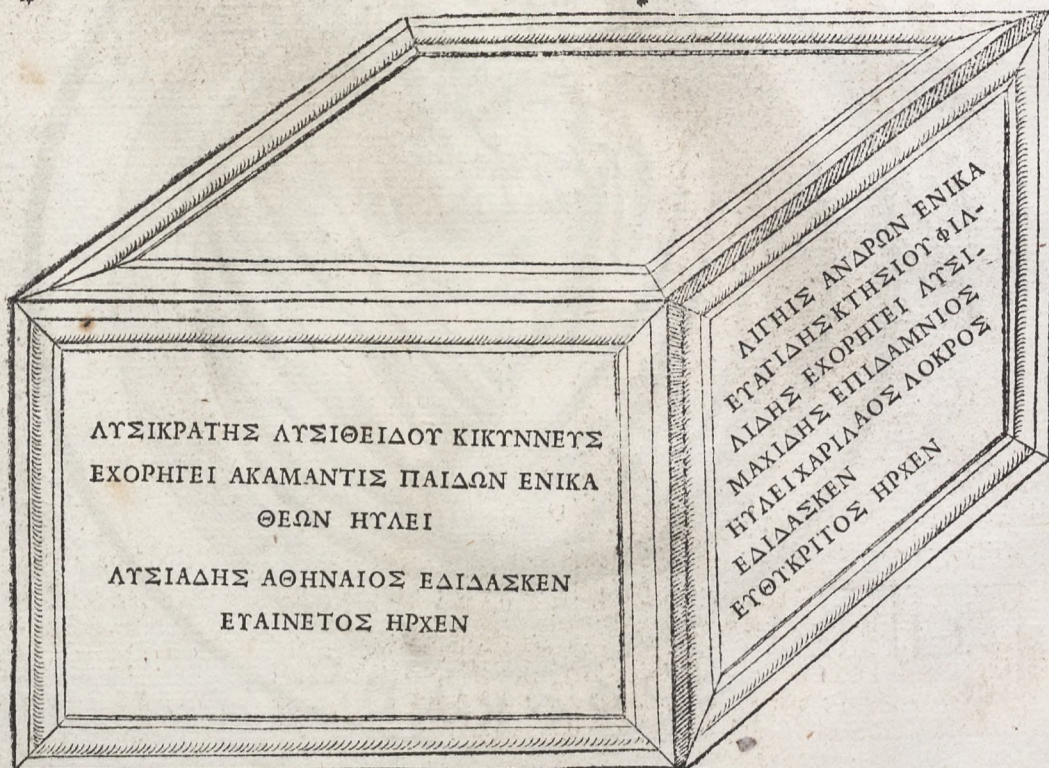 ΛΥΣΙΚΡΑΤΗΣ ΛΥΣΙΘΕΙΔΟΥ ΚΙΚΥΝΝΕΥΣ
ΕΧΟΡΗΓΕΙ ΑΚΑΜΑΝΤΙΣ ΠΑΙΔΩΝ ΕΝΙΚΑ
ΘΕΩΝ ΗΥΛΕΙ
ΛΥΣΙΑΔΗΣ ΑΘΗΝΑΙΟΣ ΕΔΙΔΑΣΚΕΝ
ΕΥΑΙΝΕΤΟΣ ΗΡΧΕΝ
ΛΙΓΗΙΣ ΑΝΔΡΩΝ ΕΝΙΚΑ
ΕΥΑΓΙΔΗΣ ΚΤΗΣΙΟΥ ΦΙΛ-
ΛΙΔΗΣ ΕΧΟΡΗΓΕΙ ΛΥΣΙ-
ΜΑΧΙΔΗΣ ΕΠΙΔΑΜΝΙΟΣ
ΗΥΛΕΙ ΧΑΡΙΛΑΟΣ ΛΟΚΡΟΣ
ΕΔΙΔΑΣΚΕΝ
ΕΥΘΥΚΡΙΤΟΣ ΗΡΧΕΝ